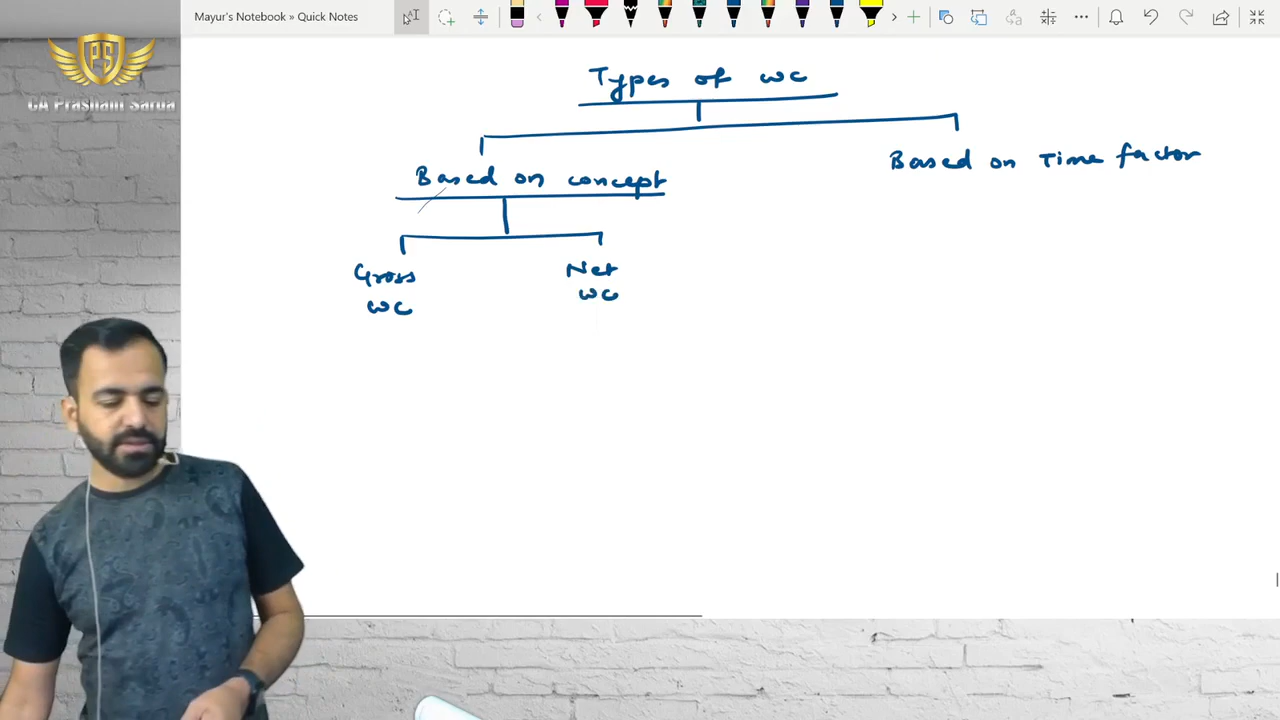 Mayur's Notebook » Quick Notes
PS
CA Prasham Sarda
Types of wc
Based on concept
Based on Time factor
Gross
wc
Net
wc